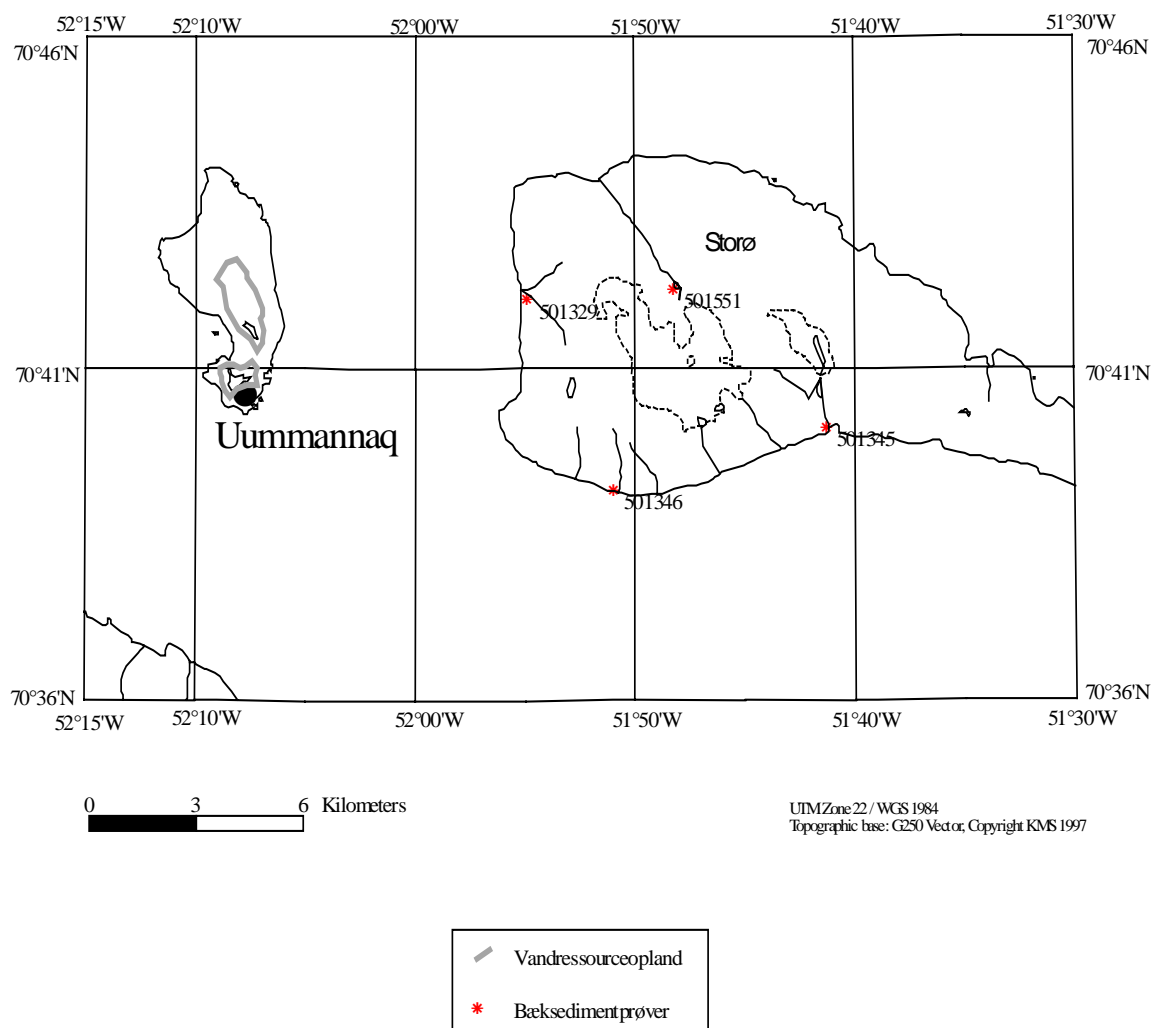 52°15'W 52°10'W 52°00'W 51°50'W 51°40'W 51°30'W
70°46'N 70°46'N
Storø
501329 501551
70°41'N 70°41'N
Uummannaq
501345
501346
70°36'N 70°36'N
52°15'W 52°10'W 52°00'W 51°50'W 51°40'W 51°30'W
0 3 6 Kilometers
UTM Zone 22 / WGS 1984
Topographic base: G250 Vector, Copyright KMS 1997
Vandressourceopland
Bæksedimentprøver